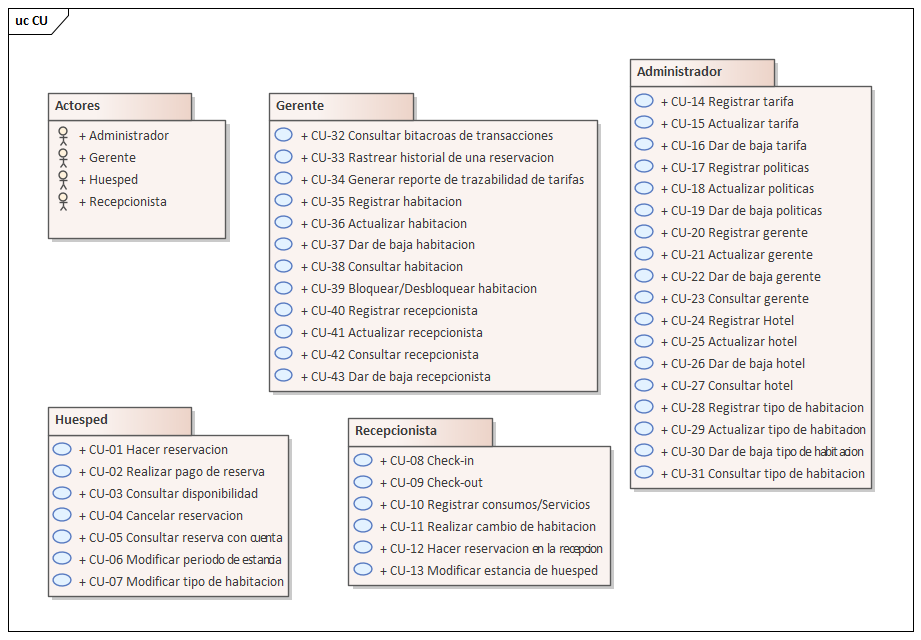 uc CU
Actores
+ Administrador
+ Gerente
+ Huesped
+ Recepcionista
Gerente
+ CU-32 Consultar bitacroas de transacciones
+ CU-33 Rastrear historial de una reservacion
+ CU-34 Generar reporte de trazabilidad de tarifas
+ CU-35 Registrar habitacion
+ CU-36 Actualizar habitacion
+ CU-37 Dar de baja habitacion
+ CU-38 Consultar habitacion
+ CU-39 Bloquear/Desbloquear habitacion
+ CU-40 Registrar recepcionista
+ CU-41 Actualizar recepcionista
+ CU-42 Consultar recepcionista
+ CU-43 Dar de baja recepcionista
Administrador
+ CU-14 Registrar tarifa
+ CU-15 Actualizar tarifa
+ CU-16 Dar de baja tarifa
+ CU-17 Registrar politicas
+ CU-18 Actualizar politicas
+ CU-19 Dar de baja politicas
+ CU-20 Registrar gerente
+ CU-21 Actualizar gerente
+ CU-22 Dar de baja gerente
+ CU-23 Consultar gerente
+ CU-24 Registrar Hotel
+ CU-25 Actualizar hotel
+ CU-26 Dar de baja hotel
+ CU-27 Consultar hotel
+ CU-28 Registrar tipo de habitacion
+ CU-29 Actualizar tipo de habitacion
+ CU-30 Dar de baja tipo de habitacion
+ CU-31 Consultar tipo de habitacion
Huesped
+ CU-01 Hacer reservacion
+ CU-02 Realizar pago de reserva
+ CU-03 Consultar disponibilidad
+ CU-04 Cancelar reservacion
+ CU-05 Consultar reserva con cuenta
+ CU-06 Modificar periodo de estancia
+ CU-07 Modificar tipo de habitacion
Recepcionista
+ CU-08 Check-in
+ CU-09 Check-out
+ CU-10 Registrar consumos/Servicios
+ CU-11 Realizar cambio de habitacion
+ CU-12 Hacer reservacion en la recepcion
+ CU-13 Modificar estancia de huesped